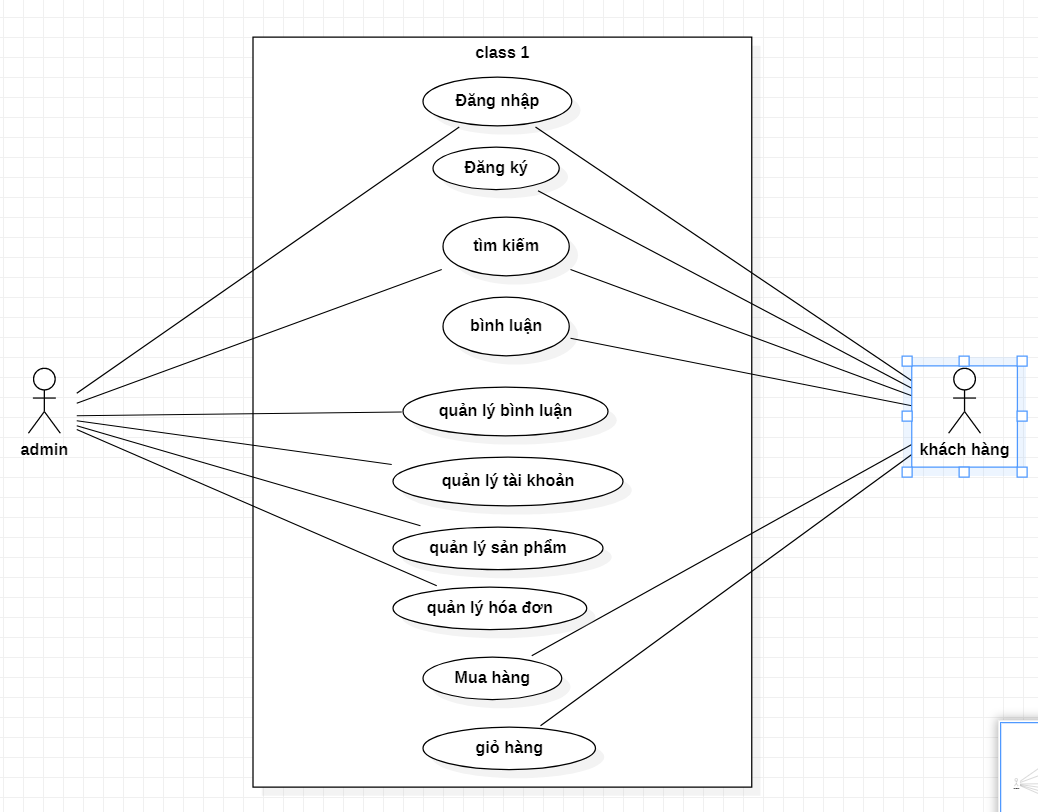 class 1
Đăng nhập
Đăng ký
tìm kiếm
bình luận
quản lý bình luận
admin
khách hàng
quản lý tài khoản
quản lý sản phẩm
quản lý hóa đơn
Mua hàng
giỏ hàng